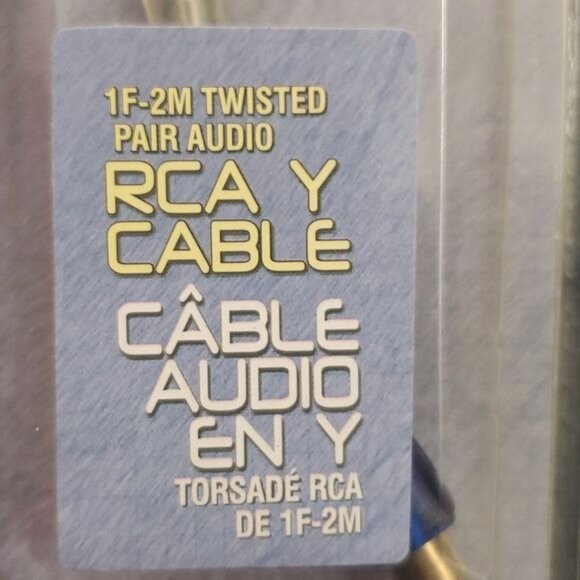 1F-2M TWISTED
PAIR AUDIO
RCA Y
CABLE
CÂBLE
AUDIO
EN Y
TORSADÉ RCA
DE 1F-2M